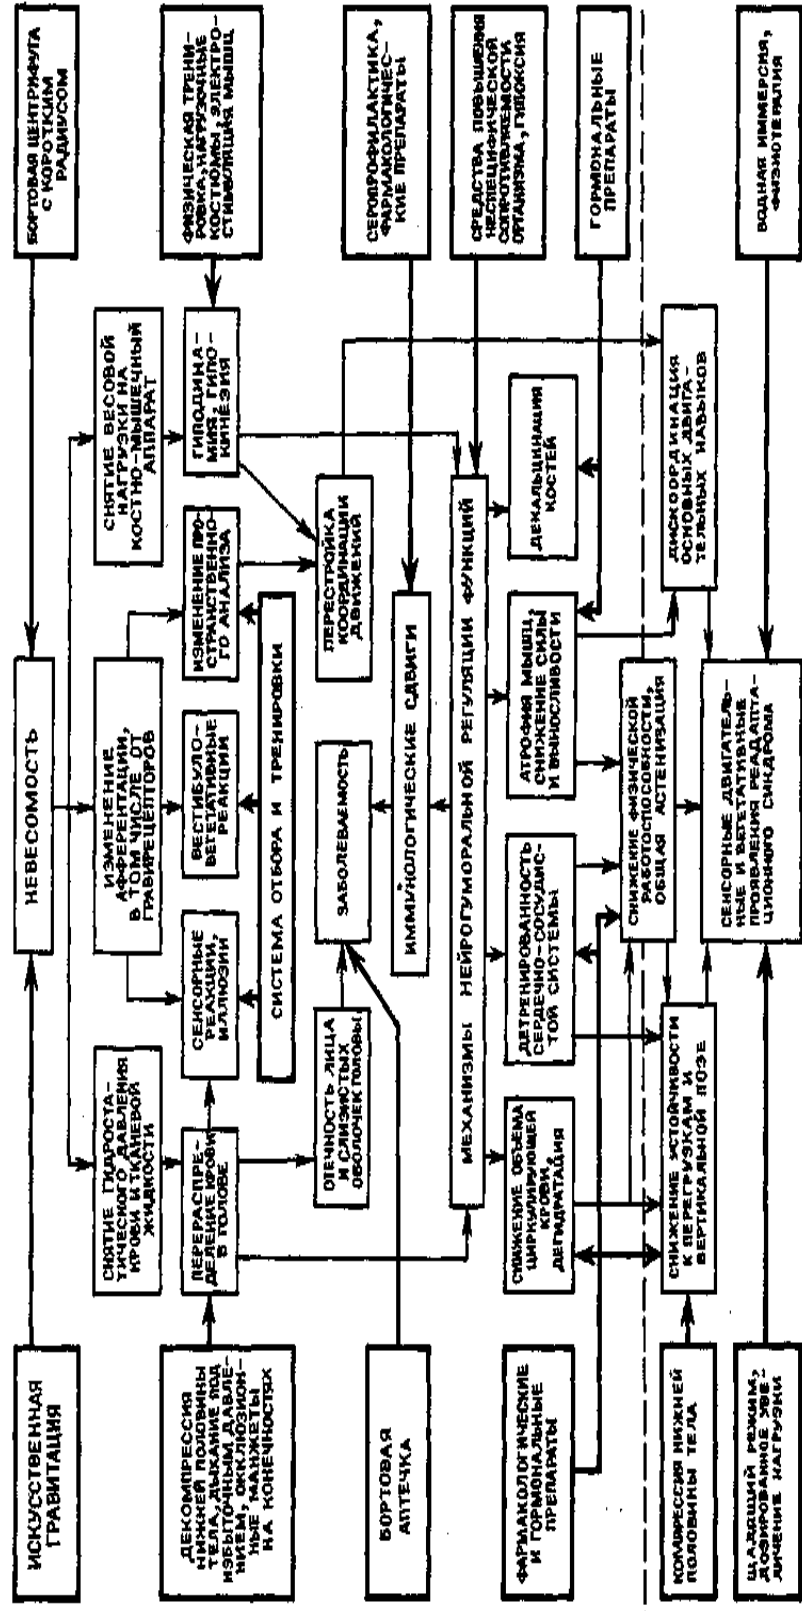 ИСКУССТВЕННАЯ
ГРАВИТАЦИЯ
НЕВЕСОМОСТЬ
БОРТОВАЯ ЦЕНТРИФУГА
С КОРОТКИМ
РАДИУСОМ
СНЯТИЕ ГИДРОСТА-
ТИЧЕСКОГО ДАВЛЕНИЯ
КРОВИ И ТКАНЕВОЙ
ЖИДКОСТИ
ИЗМЕНЕНИЕ
АФФЕРЕНТАЦИИ,
В ТОМ ЧИСЛЕ ОТ
ГРАВИРЕЦЕПТОРОВ
СНЯТИЕ ВЕСОВОЙ
НАГРУЗКИ НА
КОСТНО-МЫШЕЧНЫЙ
АППАРАТ
ДЕКОМПРЕССИЯ
НИЖНЕЙ ПОЛОВИНЫ
ТЕЛА, ДЫХАНИЕ ПОД
ИЗБЫТОЧНЫМ ДАВЛЕ-
НИЕМ, ОККЛЮЗИОН-
НЫЕ МАНЖЕТЫ
НА КОНЕЧНОСТЯХ
ПЕРЕРАСПРЕ-
ДЕЛЕНИЕ КРОВИ
В ГОЛОВЕ
СЕНСОРНЫЕ
РЕАКЦИИ,
ИЛЛЮЗИИ
ВЕСТИБУЛО-
ВЕГЕТАТИВНЫЕ
РЕАКЦИИ
ИЗМЕНЕНИЕ ПРО-
СТРАНСТВЕННО-
ГО АНАЛИЗА
ГИПОДИНА-
МИЯ, ГИПО-
КИНЕЗИЯ
ФИЗИЧЕСКАЯ ТРЕНИ-
РОВКА, НАГРУЗОЧНЫЕ
КОСТЮМЫ, ЭЛЕКТРО-
СТИМУЛЯЦИЯ МЫШЦ
СИСТЕМА ОТБОРА И ТРЕНИРОВКИ
БОРТОВАЯ
АПТЕЧКА
ОТЕЧНОСТЬ ЛИЦА
И СЛИЗИСТЫХ
ОБОЛОЧЕК ГОЛОВЫ
ЗАБОЛЕВАЕМОСТЬ
ПЕРЕСТРОЙКА
КООРДИНАЦИИ
ДВИЖЕНИЙ
СЕРОПРОФИЛАКТИКА,
ФАРМАКОЛОГИЧЕС-
КИЕ ПРЕПАРАТЫ
ИММУНОЛОГИЧЕСКИЕ СДВИГИ
МЕХАНИЗМЫ НЕЙРОГУМОРАЛЬНОЙ РЕГУЛЯЦИИ ФУНКЦИЙ
СРЕДСТВА ПОВЫШЕНИЯ
НЕСПЕЦИФИЧЕСКОЙ
СОПРОТИВЛЯЕМОСТИ
ОРГАНИЗМА, ГИПОКСИЯ
ФАРМАКОЛОГИЧЕСКИЕ
И ГОРМОНАЛЬНЫЕ
ПРЕПАРАТЫ
СНИЖЕНИЕ ОБЪЕМА
ЦИРКУЛИРУЮЩЕЙ
КРОВИ,
ДЕГИДРАТАЦИЯ
ДЕТРЕНИРОВАННОСТЬ
СЕРДЕЧНО-СОСУДИС-
ТОЙ СИСТЕМЫ
АТРОФИЯ МЫШЦ,
СНИЖЕНИЕ СИЛЫ
И ВЫНОСЛИВОСТИ
ДЕКАЛЬЦИНАЦИЯ
КОСТЕЙ
ГОРМОНАЛЬНЫЕ
ПРЕПАРАТЫ
СНИЖЕНИЕ ФИЗИЧЕСКОЙ
РАБОТОСПОСОБНОСТИ,
ОБЩАЯ АСТЕНИЗАЦИЯ
КОМПРЕССИЯ НИЖНЕЙ
ПОЛОВИНЫ ТЕЛА
СНИЖЕНИЕ УСТОЙЧИВОСТИ
К ПЕРЕГРУЗКАМ И
ВЕРТИКАЛЬНОЙ ПОЗЕ
ДИСКООРДИНАЦИЯ
ОСНОВНЫХ ДВИГА-
ТЕЛЬНЫХ НАВЫКОВ
ЩАДЯЩИЙ РЕЖИМ,
ДОЗИРОВАННОЕ УВЕ-
ЛИЧЕНИЕ НАГРУЗКИ
СЕНСОРНЫЕ ДВИГАТЕЛЬ-
НЫЕ И ВЕГЕТАТИВНЫЕ
ПРОЯВЛЕНИЯ РЕАДАПТА-
ЦИОННОГО СИНДРОМА
ВОДНАЯ ИММЕРСИЯ,
ФИЗИОТЕРАПИЯ